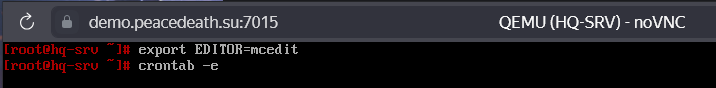 demo.peacedeath.su:7015
QEMU (HQ-SRV) - noVNC
[root@hq-srv ~]# export EDITOR=mcedit
[root@hq-srv ~]# crontab -e